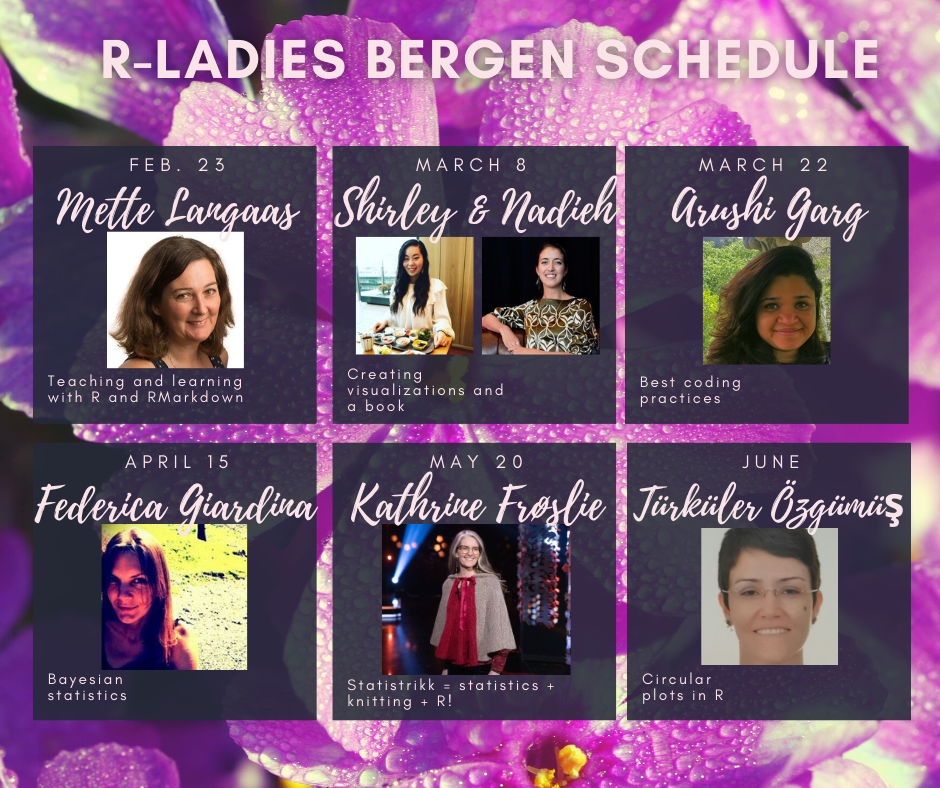 R-LADIES BERGEN SCHEDULE
FEB. 23
Mette Langaas
Teaching and learning
with R and RMarkdown
MARCH 8
Shirley & Nadieh
Creating
visualizations and
a book
MARCH 22
Arushi Garg
Best coding
practices
APRIL 15
Federica Giardina
Bayesian
statistics
MAY 20
Kathrine Frøslie
Statistrikk = statistics +
knitting + R!
JUNE
Türküler Özgümüş
Circular
plots in R